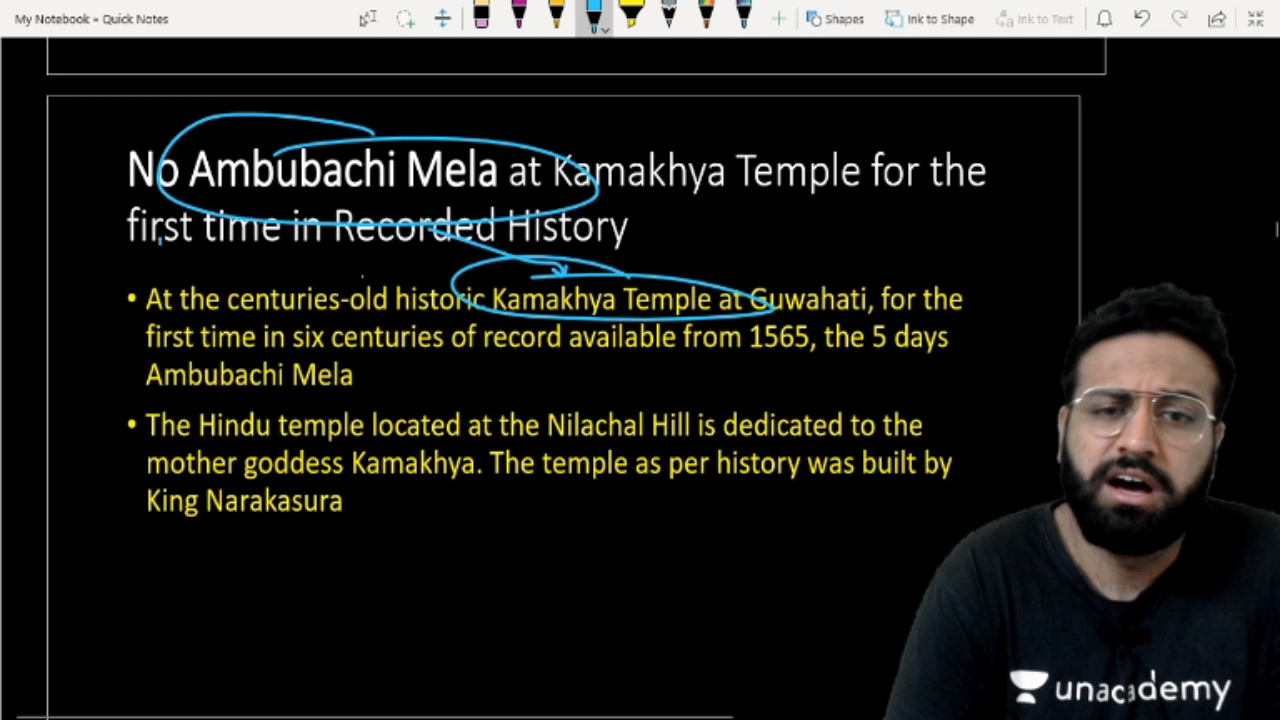 My Notebook » Quick Notes
Shapes
Ink to Shape
Ink to Text
No Ambubachi Mela at Kamakhya Temple for the
first time in Recorded History
• At the centuries-old historic Kamakhya Temple at Guwahati, for the
first time in six centuries of record available from 1565, the 5 days
Ambubachi Mela
• The Hindu temple located at the Nilachal Hill is dedicated to the
mother goddess Kamakhya. The temple as per history was built by
King Narakasura
unacademy